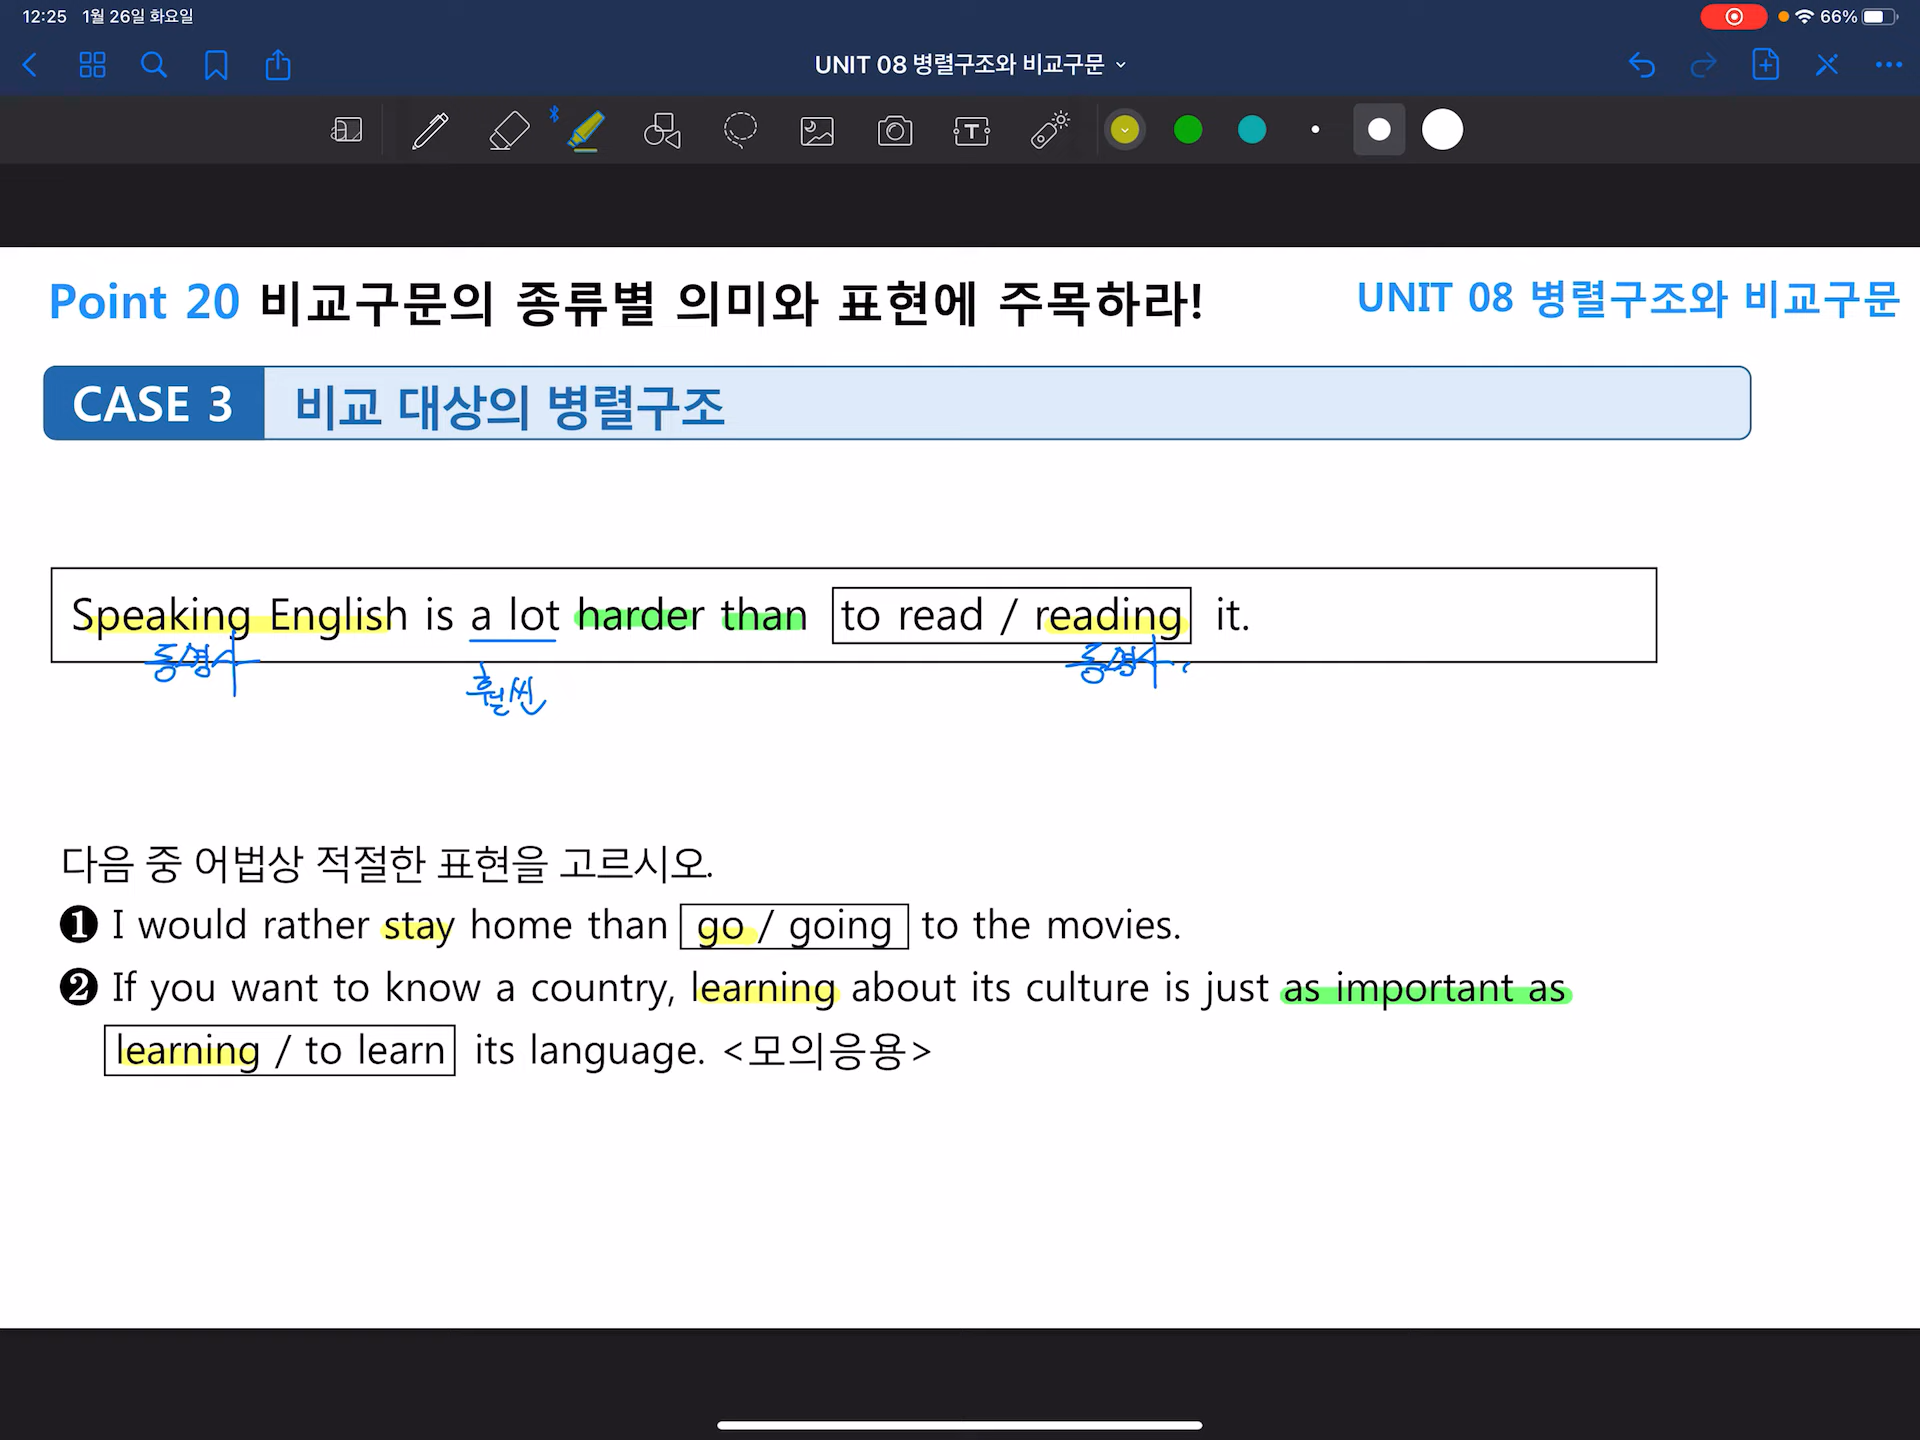 12:25 1월 26일 화요일
66%
UNIT 08 병렬구조와 비교구문
Point 20 비교구문의 종류별 의미와 표현에 주목하라!
UNIT 08 병렬구조와 비교구문
CASE 3 비교 대상의 병렬구조
Speaking English is a lot harder than to read / reading it.
동명사 동명사.
훨씬
다음 중 어법상 적절한 표현을 고르시오.
❶ I would rather stay home than go / going to the movies.
❷ If you want to know a country, learning about its culture is just as important as
learning / to learn its language. <모의응용>